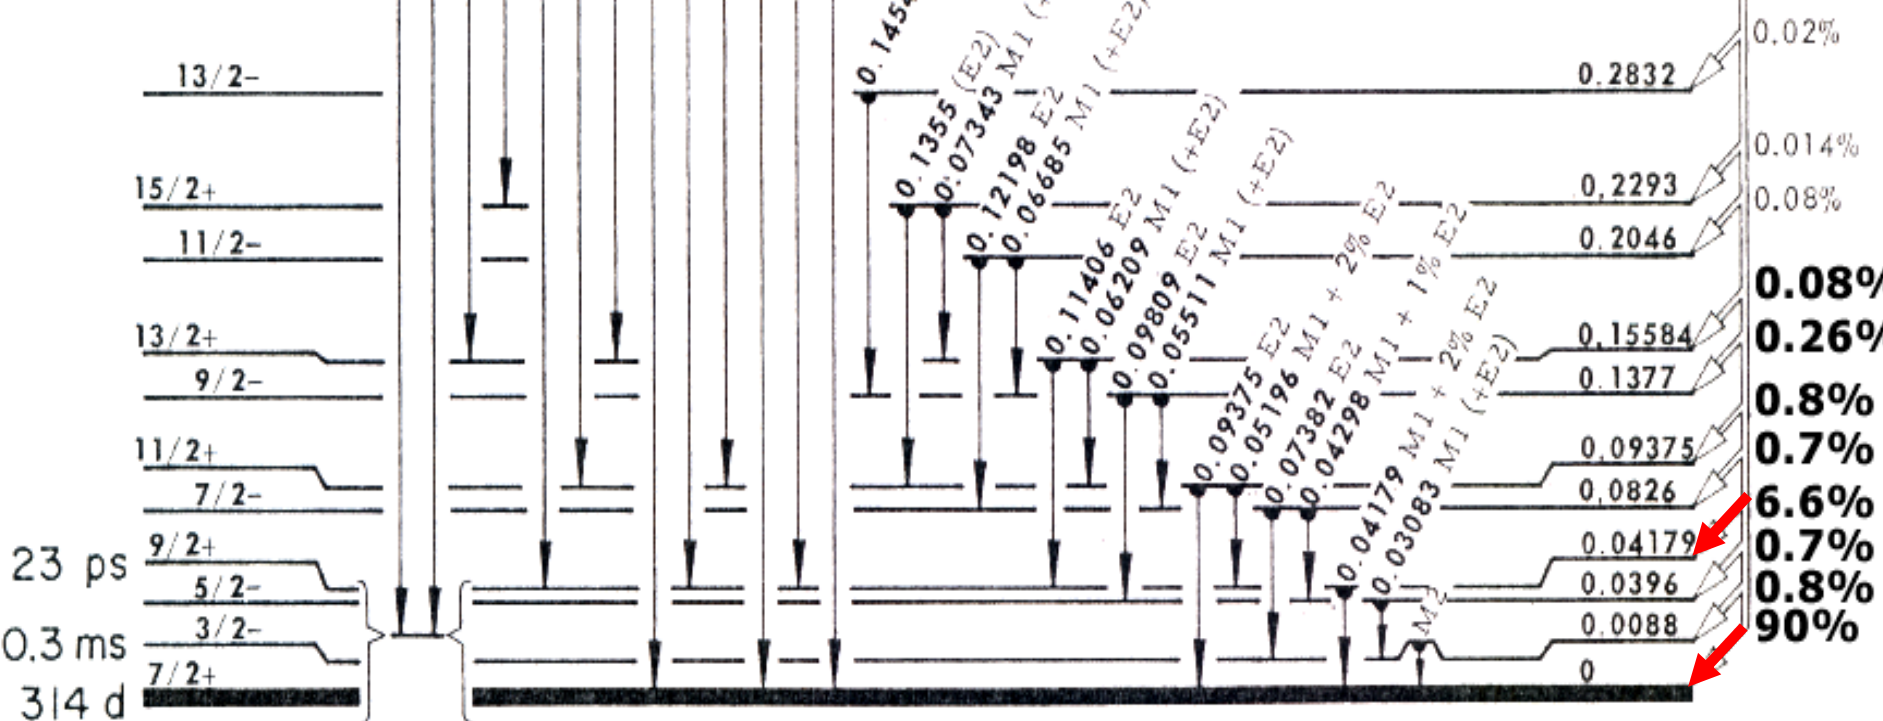 0.02%
13/2-
0.2832
0.014%
15/2+
0.2293
0.08%
11/2-
0.2046
0.08%
13/2+
0.15584
0.26%
9/2-
0.1377
0.8%
11/2+
0.09375
0.7%
7/2-
0.0826
6.6%
23 ps
9/2+
0.04179
0.7%
5/2-
0.0396
0.8%
0.3 ms
3/2-
0.0088
90%
314 d
7/2+
0
0.1355 (E2)
0.07343 M1
0.12198 E2
0.06685 M1 (+E2)
0.11406 E2
0.06209 M1 (+E2)
0.09809 E2
0.05511 M1 (+E2)
0.09375 E2
0.05196 M1 + 2% E2
0.07382 E2
0.04298 M1 + 1% E2
0.04179 M1 + 2% E2
0.03083 M1 (+E2)
M2